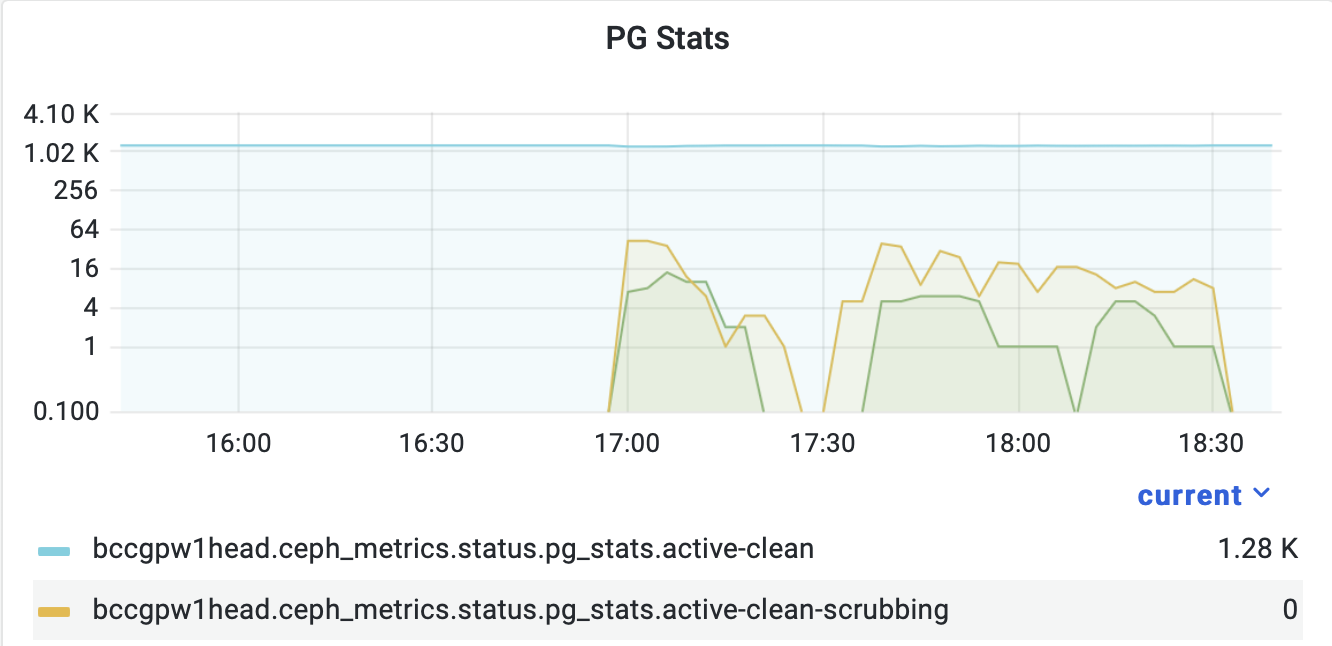 PG Stats
4.10 K
1.02 K
256
64
16
4
1
0.100
16:00 16:30 17:00 17:30 18:00 18:30
current
bccgpw1head.ceph_metrics.status.pg_stats.active-clean 1.28 K
bccgpw1head.ceph_metrics.status.pg_stats.active-clean-scrubbing 0